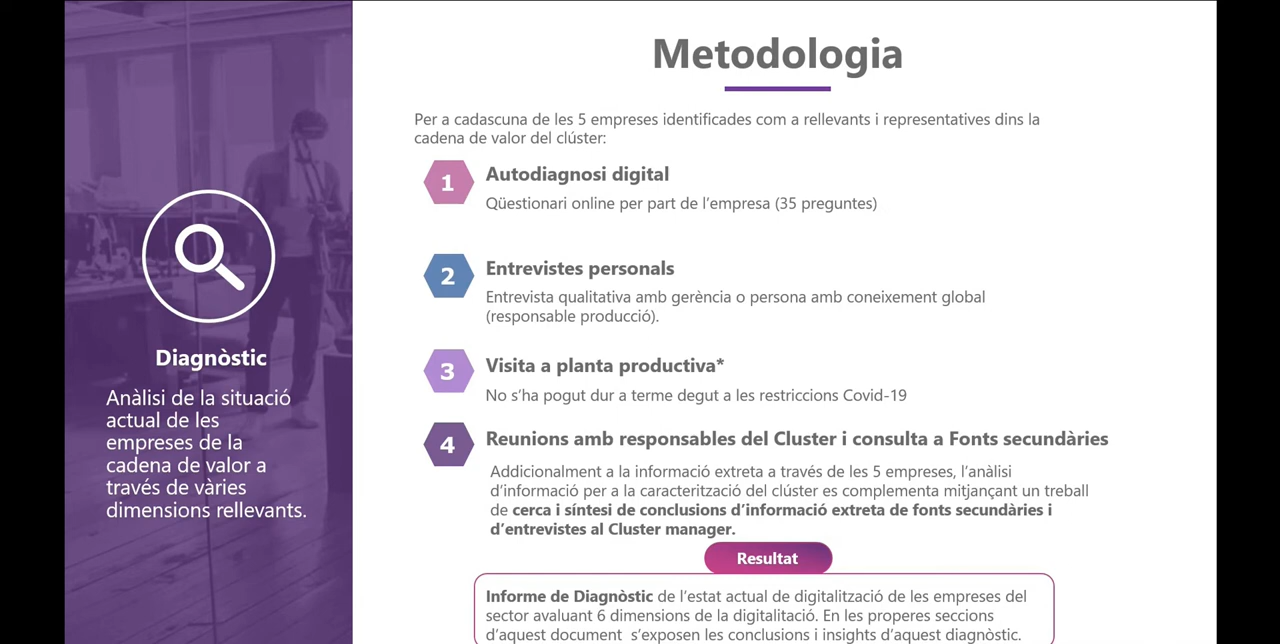 Metodologia
Per a cadascuna de les 5 empreses identificades com a rellevants i representatives dins la
cadena de valor del clúster:
1
Autodiagnosi digital
Qüestionari online per part de l'empresa (35 preguntes)
2
Entrevistes personals
Entrevista qualitativa amb gerència o persona amb coneixement global
(responsable producció).
3
Visita a planta productiva*
No s'ha pogut dur a terme degut a les restriccions Covid-19
4
Reunions amb responsables del Cluster i consulta a Fonts secundàries
Addicionalment a la informació extreta a través de les 5 empreses, l'anàlisi
d'informació per a la caracterització del clúster es complementa mitjançant un treball
de cerca i síntesi de conclusions d'informació extreta de fonts secundàries i
d'entrevistes al Cluster manager.
Resultat
Informe de Diagnòstic de l'estat actual de digitalització de les empreses del
sector avaluant 6 dimensions de la digitalitació. En les properes seccions
d'aquest document s'exposen les conclusions i insights d'aquest diagnòstic.
Diagnòstic
Anàlisi de la situació
actual de les
empreses de la
cadena de valor a
través de vàries
dimensions rellevants.